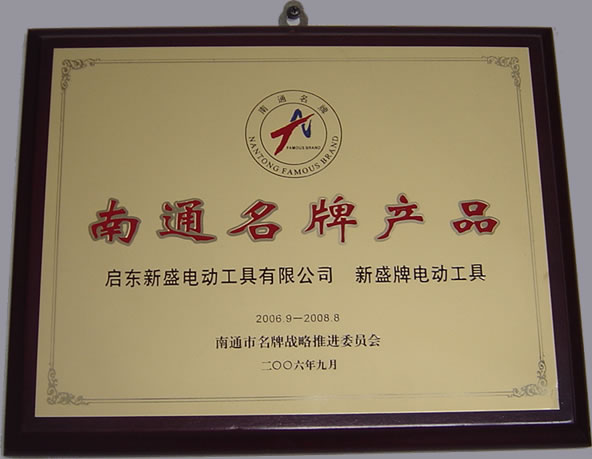 南通名牌
FAMOUS BRAND
NANTONG FAMOUS BRAND
南通名牌产品
启东新盛电动工具有限公司 新盛牌电动工具
2006.9—2008.8
南通市名牌战略推进委员会
二〇〇六年九月